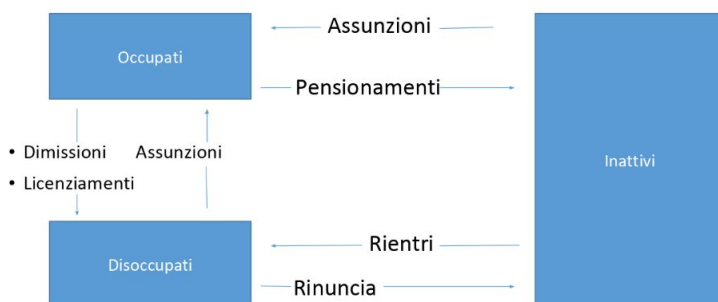 Assunzioni
Occupati
Pensionamenti
• Dimissioni Assunzioni
• Licenziamenti
Inattivi
Rientri
Disoccupati
Rinuncia